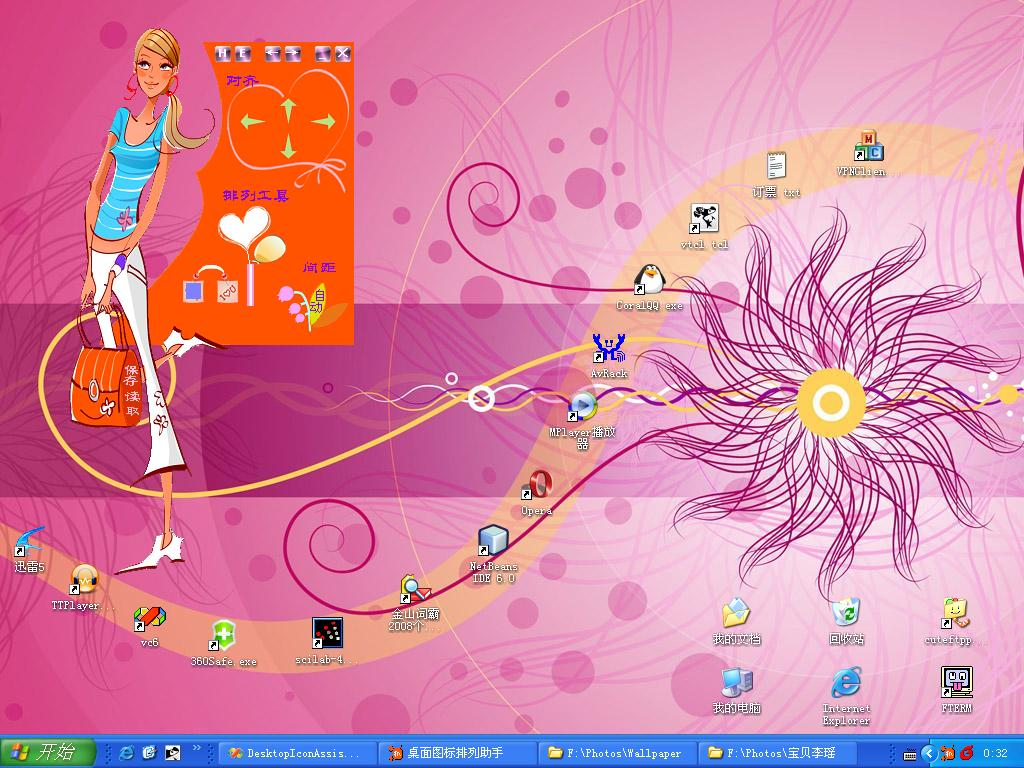 H F
对齐
排列工具
间距
自动
I♡U
保存 读取
M
C
VPNClien...
订票.txt
vtcl.tcl
CoralQQ.exe
AvRack
MPlayer播放
器
Opera
NetBeans
IDE 6.0
迅雷5
TTPlayer...
vc6
360Safe.exe
scilab-4...
金山词霸
2008个...
我的文档
回收站
cuteftpp...
我的电脑
Internet
Explorer
FTERM
开始
DesktopIconAssis...
桌面图标排列助手
F:\Photos\Wallpaper
F:\Photos\宝贝李瑶
0:32